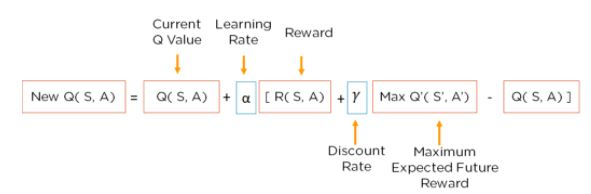 Current
Q Value
Learning
Rate
Reward
New Q( S, A) = Q( S, A) + α [ R( S, A) + γ Max Q'( S', A') - Q( S, A) ]
Discount
Rate
Maximum
Expected Future
Reward